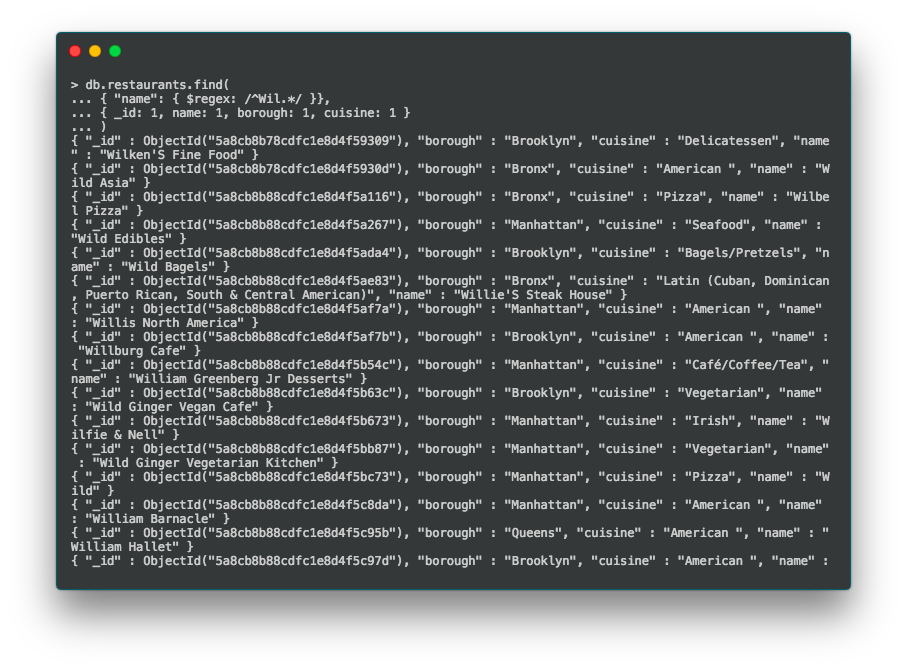 > db.restaurants.find(
... { "name": { $regex: /^Wil.*/ }},
... { _id: 1, name: 1, borough: 1, cuisine: 1 }
... )
{ "_id" : ObjectId("5a8cb8b78cdfc1e8d4f59309"), "borough" : "Brooklyn", "cuisine" : "Delicatessen", "name
" : "Wilken'S Fine Food" }
{ "_id" : ObjectId("5a8cb8b78cdfc1e8d4f5930d"), "borough" : "Bronx", "cuisine" : "American ", "name" : "W
ild Asia" }
{ "_id" : ObjectId("5a8cb8b88cdfc1e8d4f5a116"), "borough" : "Bronx", "cuisine" : "Pizza", "name" : "Wilbe
l Pizza" }
{ "_id" : ObjectId("5a8cb8b88cdfc1e8d4f5a267"), "borough" : "Manhattan", "cuisine" : "Seafood", "name" :
"Wild Edibles" }
{ "_id" : ObjectId("5a8cb8b88cdfc1e8d4f5ada4"), "borough" : "Brooklyn", "cuisine" : "Bagels/Pretzels", "n
ame" : "Wild Bagels" }
{ "_id" : ObjectId("5a8cb8b88cdfc1e8d4f5ae83"), "borough" : "Bronx", "cuisine" : "Latin (Cuban, Dominican
, Puerto Rican, South & Central American)", "name" : "Willie'S Steak House" }
{ "_id" : ObjectId("5a8cb8b88cdfc1e8d4f5af7a"), "borough" : "Manhattan", "cuisine" : "American ", "name"
: "Willis North America" }
{ "_id" : ObjectId("5a8cb8b88cdfc1e8d4f5af7b"), "borough" : "Brooklyn", "cuisine" : "American ", "name" :
 "Willburg Cafe" }
{ "_id" : ObjectId("5a8cb8b88cdfc1e8d4f5b54c"), "borough" : "Manhattan", "cuisine" : "Café/Coffee/Tea", "
name" : "William Greenberg Jr Desserts" }
{ "_id" : ObjectId("5a8cb8b88cdfc1e8d4f5b63c"), "borough" : "Brooklyn", "cuisine" : "Vegetarian", "name"
: "Wild Ginger Vegan Cafe" }
{ "_id" : ObjectId("5a8cb8b88cdfc1e8d4f5b673"), "borough" : "Manhattan", "cuisine" : "Irish", "name" : "W
ilfie & Nell" }
{ "_id" : ObjectId("5a8cb8b88cdfc1e8d4f5bb87"), "borough" : "Manhattan", "cuisine" : "Vegetarian", "name"
 : "Wild Ginger Vegetarian Kitchen" }
{ "_id" : ObjectId("5a8cb8b88cdfc1e8d4f5bc73"), "borough" : "Manhattan", "cuisine" : "Pizza", "name" : "W
ild" }
{ "_id" : ObjectId("5a8cb8b88cdfc1e8d4f5c8da"), "borough" : "Manhattan", "cuisine" : "American ", "name"
: "William Barnacle" }
{ "_id" : ObjectId("5a8cb8b88cdfc1e8d4f5c95b"), "borough" : "Queens", "cuisine" : "American ", "name" : "
William Hallet" }
{ "_id" : ObjectId("5a8cb8b88cdfc1e8d4f5c97d"), "borough" : "Brooklyn", "cuisine" : "American ", "name" :